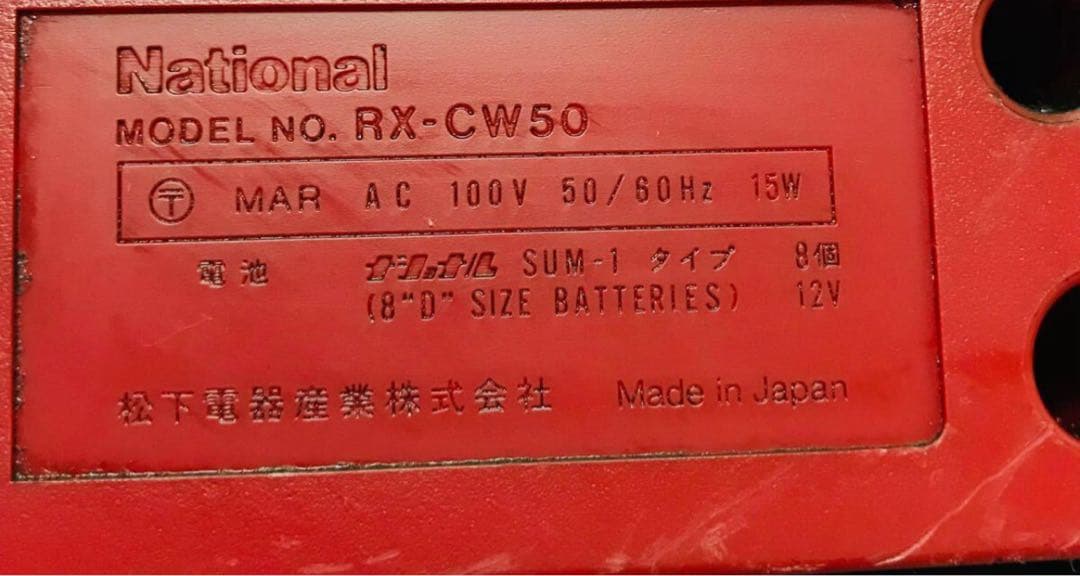 National
MODEL NO. RX-CW50
〒 MAR AC 100V 50/60Hz 15W
電池 ナショナル SUM-1 タイプ 8個
(8"D" SIZE BATTERIES) 12V
松下電器産業株式会社 Made in Japan